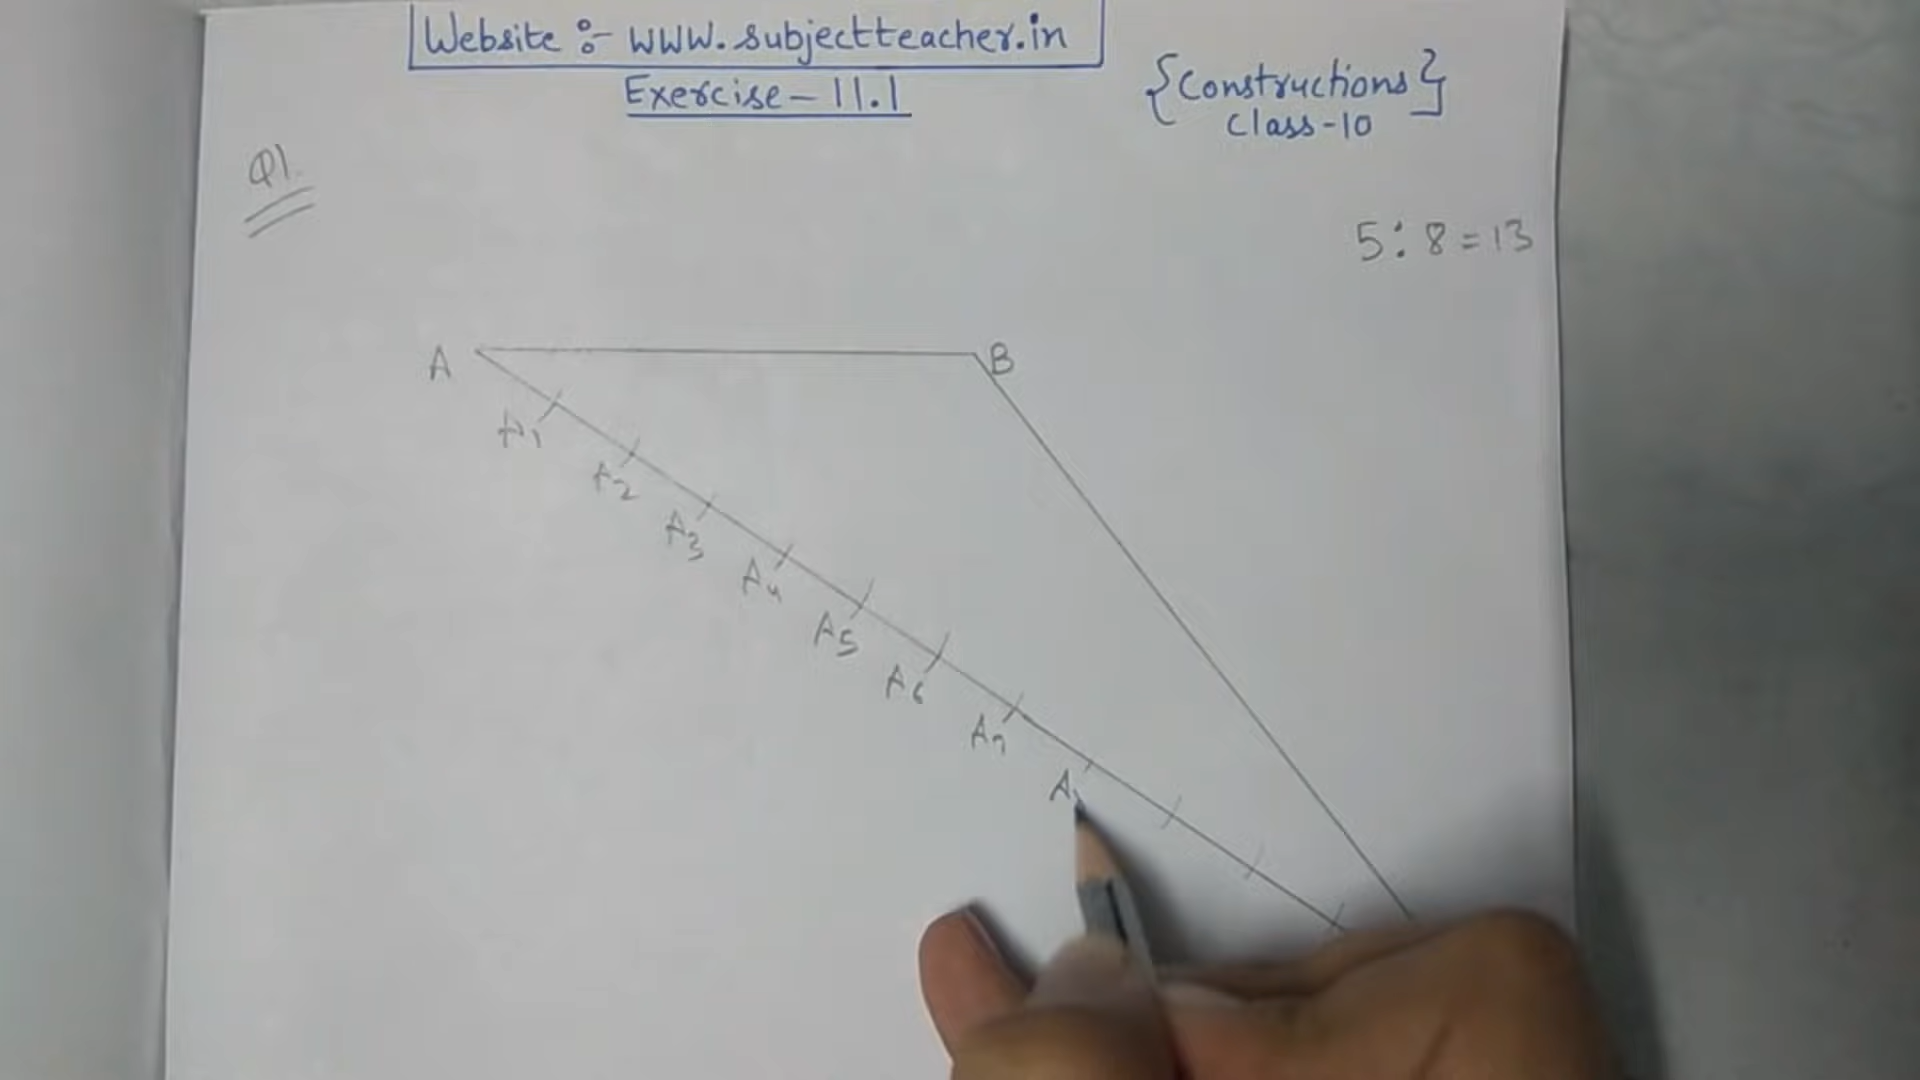 Website :- WWW.subjectteacher.in
Exercise - 11.1
{Constructions}
Class-10
Q1.
5:8=13
A
B
A1
A2
A3
A4
A5
A6
A7
A